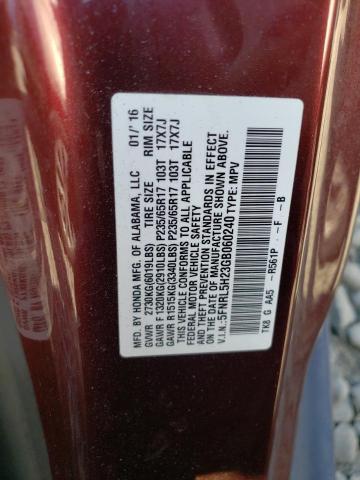 MFD. BY HONDA MFG. OF ALABAMA, LLC 01/ 16
GVWR 2730KG(6019LBS) TIRE SIZE RIM SIZE
GAWR F1320KG(2910LBS) P235/65R17 103T 17X7J
GAWR R1515KG(3340LBS) P235/65R17 103T 17X7J
THIS VEHICLE CONFORMS TO ALL APPLICABLE
FEDERAL MOTOR VEHICLE SAFETY
AND THEFT PREVENTION STANDARDS IN EFFECT
ON THE DATE OF MANUFACTURE SHOWN ABOVE.
V.I.N.:5FNRL5H23GB060240 TYPE: MPV
TK8 G AA5 -R561P -F -B